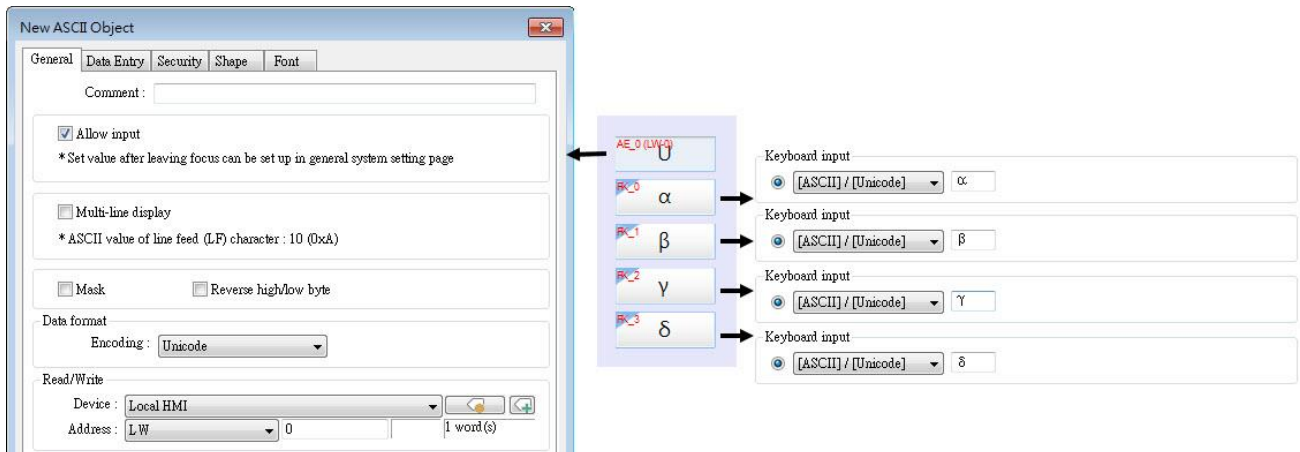 New ASCII Object
General Data Entry Security Shape Font
Comment :
Allow input
* Set value after leaving focus can be set up in general system setting page
Multi-line display
* ASCII value of line feed (LF) character : 10 (0xA)
Mask Reverse high/low byte
Data format
Encoding : Unicode
Read/Write
Device : Local HMI
Address : LW 0 1 word(s)
AE_0 (LW-0)
U
FK_0
α
FK_1
β
FK_2
γ
FK_3
δ
Keyboard input
[ASCII] / [Unicode] α
Keyboard input
[ASCII] / [Unicode] β
Keyboard input
[ASCII] / [Unicode] γ
Keyboard input
[ASCII] / [Unicode] δ